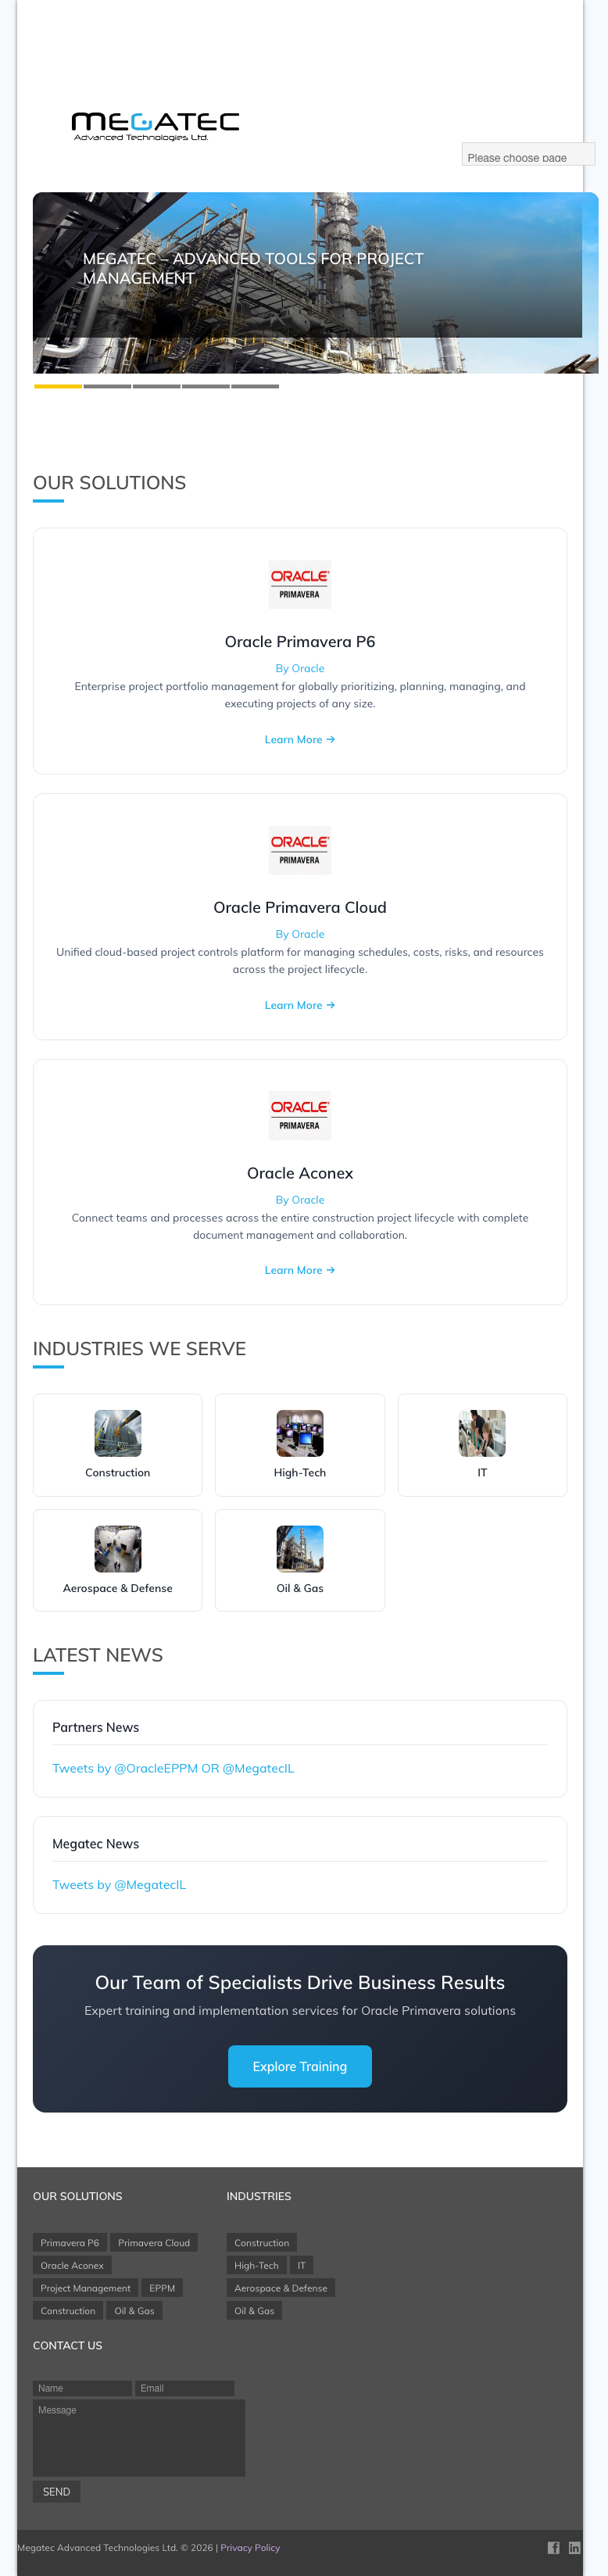 MEGATEC
Advanced Technologies Ltd.
Please choose page
MEGATEC – ADVANCED TOOLS FOR PROJECT
MANAGEMENT
OUR SOLUTIONS
ORACLE
PRIMAVERA
Oracle Primavera P6
By Oracle
Enterprise project portfolio management for globally prioritizing, planning, managing, and
executing projects of any size.
Learn More →
ORACLE
PRIMAVERA
Oracle Primavera Cloud
By Oracle
Unified cloud-based project controls platform for managing schedules, costs, risks, and resources
across the project lifecycle.
Learn More →
ORACLE
PRIMAVERA
Oracle Aconex
By Oracle
Connect teams and processes across the entire construction project lifecycle with complete
document management and collaboration.
Learn More →
INDUSTRIES WE SERVE
Construction
High-Tech
IT
Aerospace & Defense
Oil & Gas
LATEST NEWS
Partners News
Tweets by @OracleEPPM OR @MegatecIL
Megatec News
Tweets by @MegatecIL
Our Team of Specialists Drive Business Results
Expert training and implementation services for Oracle Primavera solutions
Explore Training
OUR SOLUTIONS
Primavera P6 Primavera Cloud
Oracle Aconex
Project Management EPPM
Construction Oil & Gas
INDUSTRIES
Construction
High-Tech IT
Aerospace & Defense
Oil & Gas
CONTACT US
Name Email
Message
SEND
Megatec Advanced Technologies Ltd. © 2026 | Privacy Policy